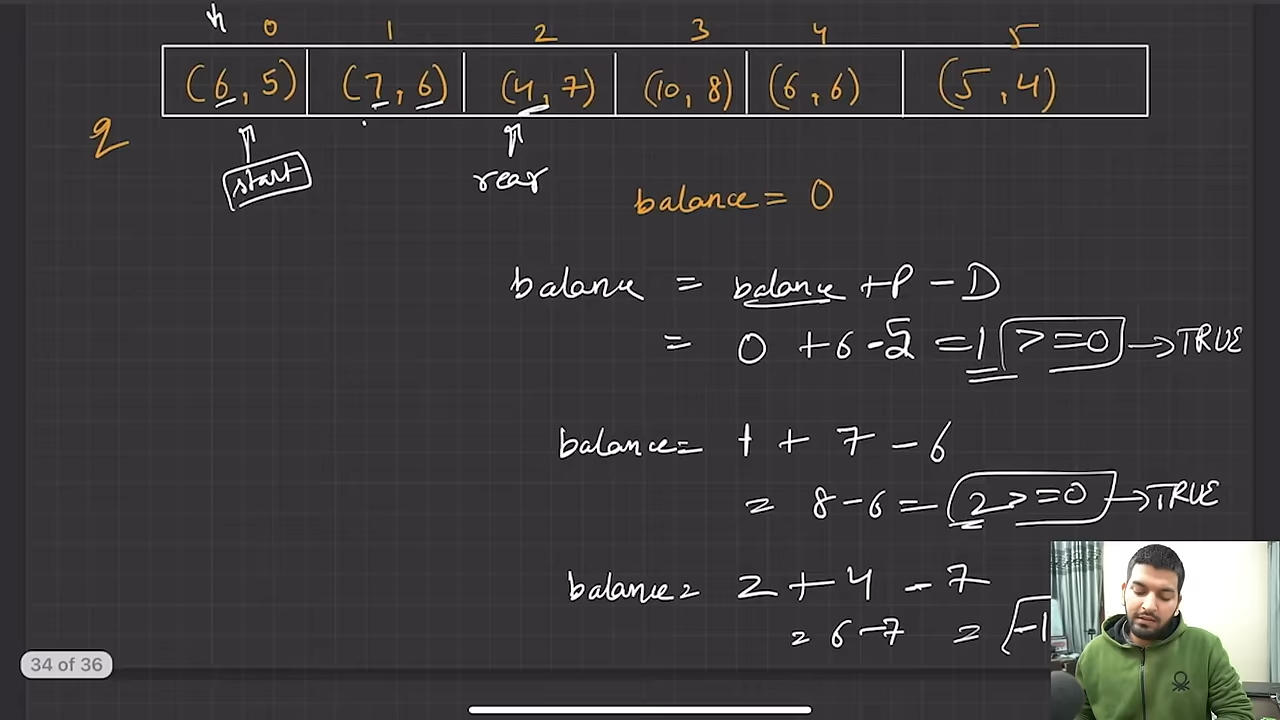 0 1 2 3 4 5
(6,5) (7,6) (4,7) (10,8) (6,6) (5,4)
q
start rear
balance = 0
balance = balance + P - D
= 0 + 6 - 5 = 1 >=0 → TRUE
balance = 1 + 7 - 6
= 8 - 6 = 2 >=0 → TRUE
balance = 2 + 4 - 7
= 6 - 7 = -1
34 of 36